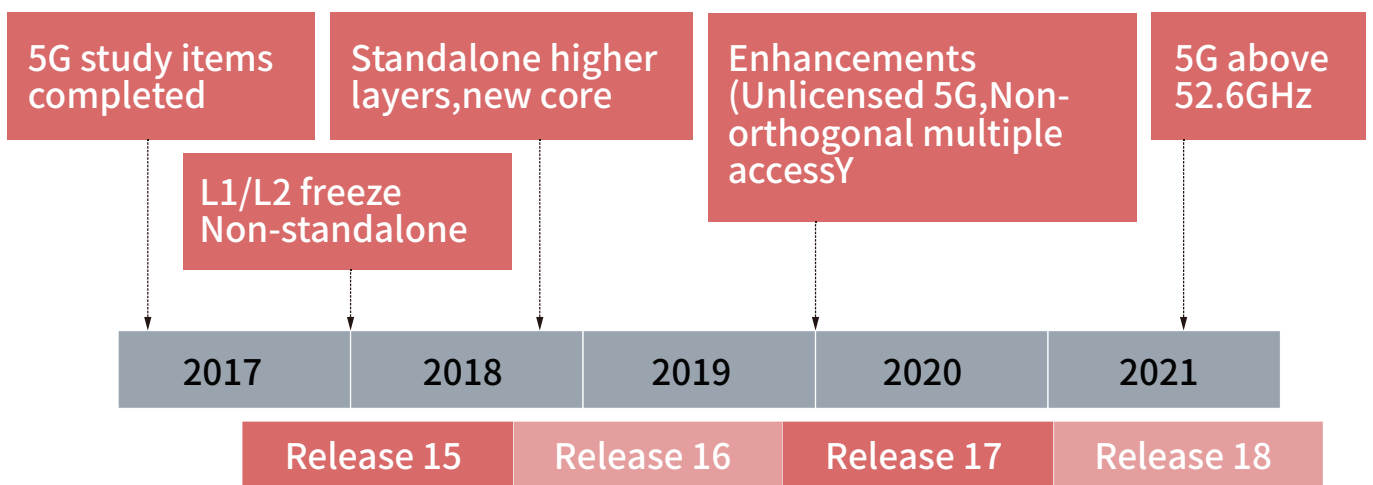 5G study items
completed
Standalone higher
layers,new core
Enhancements
(Unlicensed 5G,Non-
orthogonal multiple
accessY
5G above
52.6GHz
L1/L2 freeze
Non-standalone
2017
2018
2019
2020
2021
Release 15
Release 16
Release 17
Release 18